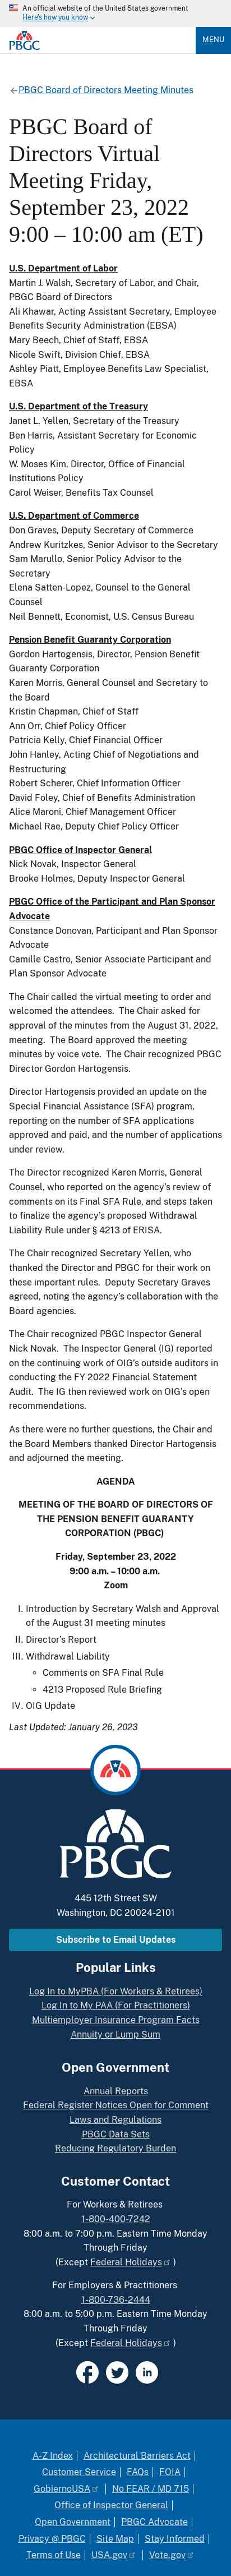 An official website of the United States government
Here's how you know
PBGC
MENU
PBGC Board of Directors Meeting Minutes
PBGC Board of
Directors Virtual
Meeting Friday,
September 23, 2022
9:00 – 10:00 am (ET)
U.S. Department of Labor
Martin J. Walsh, Secretary of Labor, and Chair,
PBGC Board of Directors
Ali Khawar, Acting Assistant Secretary, Employee
Benefits Security Administration (EBSA)
Mary Beech, Chief of Staff, EBSA
Nicole Swift, Division Chief, EBSA
Ashley Piatt, Employee Benefits Law Specialist,
EBSA
U.S. Department of the Treasury
Janet L. Yellen, Secretary of the Treasury
Ben Harris, Assistant Secretary for Economic
Policy
W. Moses Kim, Director, Office of Financial
Institutions Policy
Carol Weiser, Benefits Tax Counsel
U.S. Department of Commerce
Don Graves, Deputy Secretary of Commerce
Andrew Kuritzkes, Senior Advisor to the Secretary
Sam Marullo, Senior Policy Advisor to the
Secretary
Elena Satten-Lopez, Counsel to the General
Counsel
Neil Bennett, Economist, U.S. Census Bureau
Pension Benefit Guaranty Corporation
Gordon Hartogensis, Director, Pension Benefit
Guaranty Corporation
Karen Morris, General Counsel and Secretary to
the Board
Kristin Chapman, Chief of Staff
Ann Orr, Chief Policy Officer
Patricia Kelly, Chief Financial Officer
John Hanley, Acting Chief of Negotiations and
Restructuring
Robert Scherer, Chief Information Officer
David Foley, Chief of Benefits Administration
Alice Maroni, Chief Management Officer
Michael Rae, Deputy Chief Policy Officer
PBGC Office of Inspector General
Nick Novak, Inspector General
Brooke Holmes, Deputy Inspector General
PBGC Office of the Participant and Plan Sponsor
Advocate
Constance Donovan, Participant and Plan Sponsor
Advocate
Camille Castro, Senior Associate Participant and
Plan Sponsor Advocate
The Chair called the virtual meeting to order and
welcomed the attendees. The Chair asked for
approval of the minutes from the August 31, 2022,
meeting. The Board approved the meeting
minutes by voice vote. The Chair recognized PBGC
Director Gordon Hartogensis.
Director Hartogensis provided an update on the
Special Financial Assistance (SFA) program,
reporting on the number of SFA applications
approved and paid, and the number of applications
under review.
The Director recognized Karen Morris, General
Counsel, who reported on the agency's review of
comments on its Final SFA Rule, and next steps
to finalize the agency's proposed Withdrawal
Liability Rule under § 4213 of ERISA.
The Chair recognized Secretary Yellen, who
thanked the Director and PBGC for their work on
these important rules. Deputy Secretary Graves
agreed, noting the agency's collaboration with the
Board agencies.
The Chair recognized PBGC Inspector General
Nick Novak. The Inspector General (IG) reported
on the continuing work of OIG's outside auditors in
conducting the FY 2022 Financial Statement
Audit. The IG then reviewed work on OIG's open
recommendations.
As there were no further questions, the Chair and
the Board Members thanked Director Hartogensis
and adjourned the meeting.
AGENDA
MEETING OF THE BOARD OF DIRECTORS OF
THE PENSION BENEFIT GUARANTY
CORPORATION (PBGC)
Friday, September 23, 2022
9:00 a.m. – 10:00 a.m.
Zoom
I. Introduction by Secretary Walsh and Approval
of the August 31 meeting minutes
II. Director's Report
III. Withdrawal Liability
Comments on SFA Final Rule
4213 Proposed Rule Briefing
IV. OIG Update
Last Updated: January 26, 2023
PBGC
445 12th Street SW
Washington, DC 20024-2101
Subscribe to Email Updates
Popular Links
Log In to MyPBA (For Workers & Retirees)
Log In to My PAA (For Practitioners)
Multiemployer Insurance Program Facts
Annuity or Lump Sum
Open Government
Annual Reports
Federal Register Notices Open for Comment
Laws and Regulations
PBGC Data Sets
Reducing Regulatory Burden
Customer Contact
For Workers & Retirees
1-800-400-7242
8:00 a.m. to 7:00 p.m. Eastern Time Monday
Through Friday
(Except Federal Holidays )
For Employers & Practitioners
1-800-736-2444
8:00 a.m. to 5:00 p.m. Eastern Time Monday
Through Friday
(Except Federal Holidays )
A-Z Index | Architectural Barriers Act |
Customer Service | FAQs | FOIA |
GobiernoUSA | No FEAR / MD 715 |
Office of Inspector General |
Open Government | PBGC Advocate |
Privacy @ PBGC | Site Map | Stay Informed |
Terms of Use | USA.gov | Vote.gov